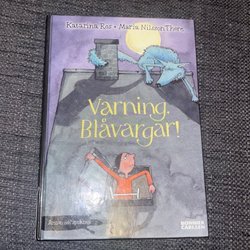 Katarina Ros • Maria Nilsson Thore
Varning,
Blåvargar!
BONNIER
CARLSEN